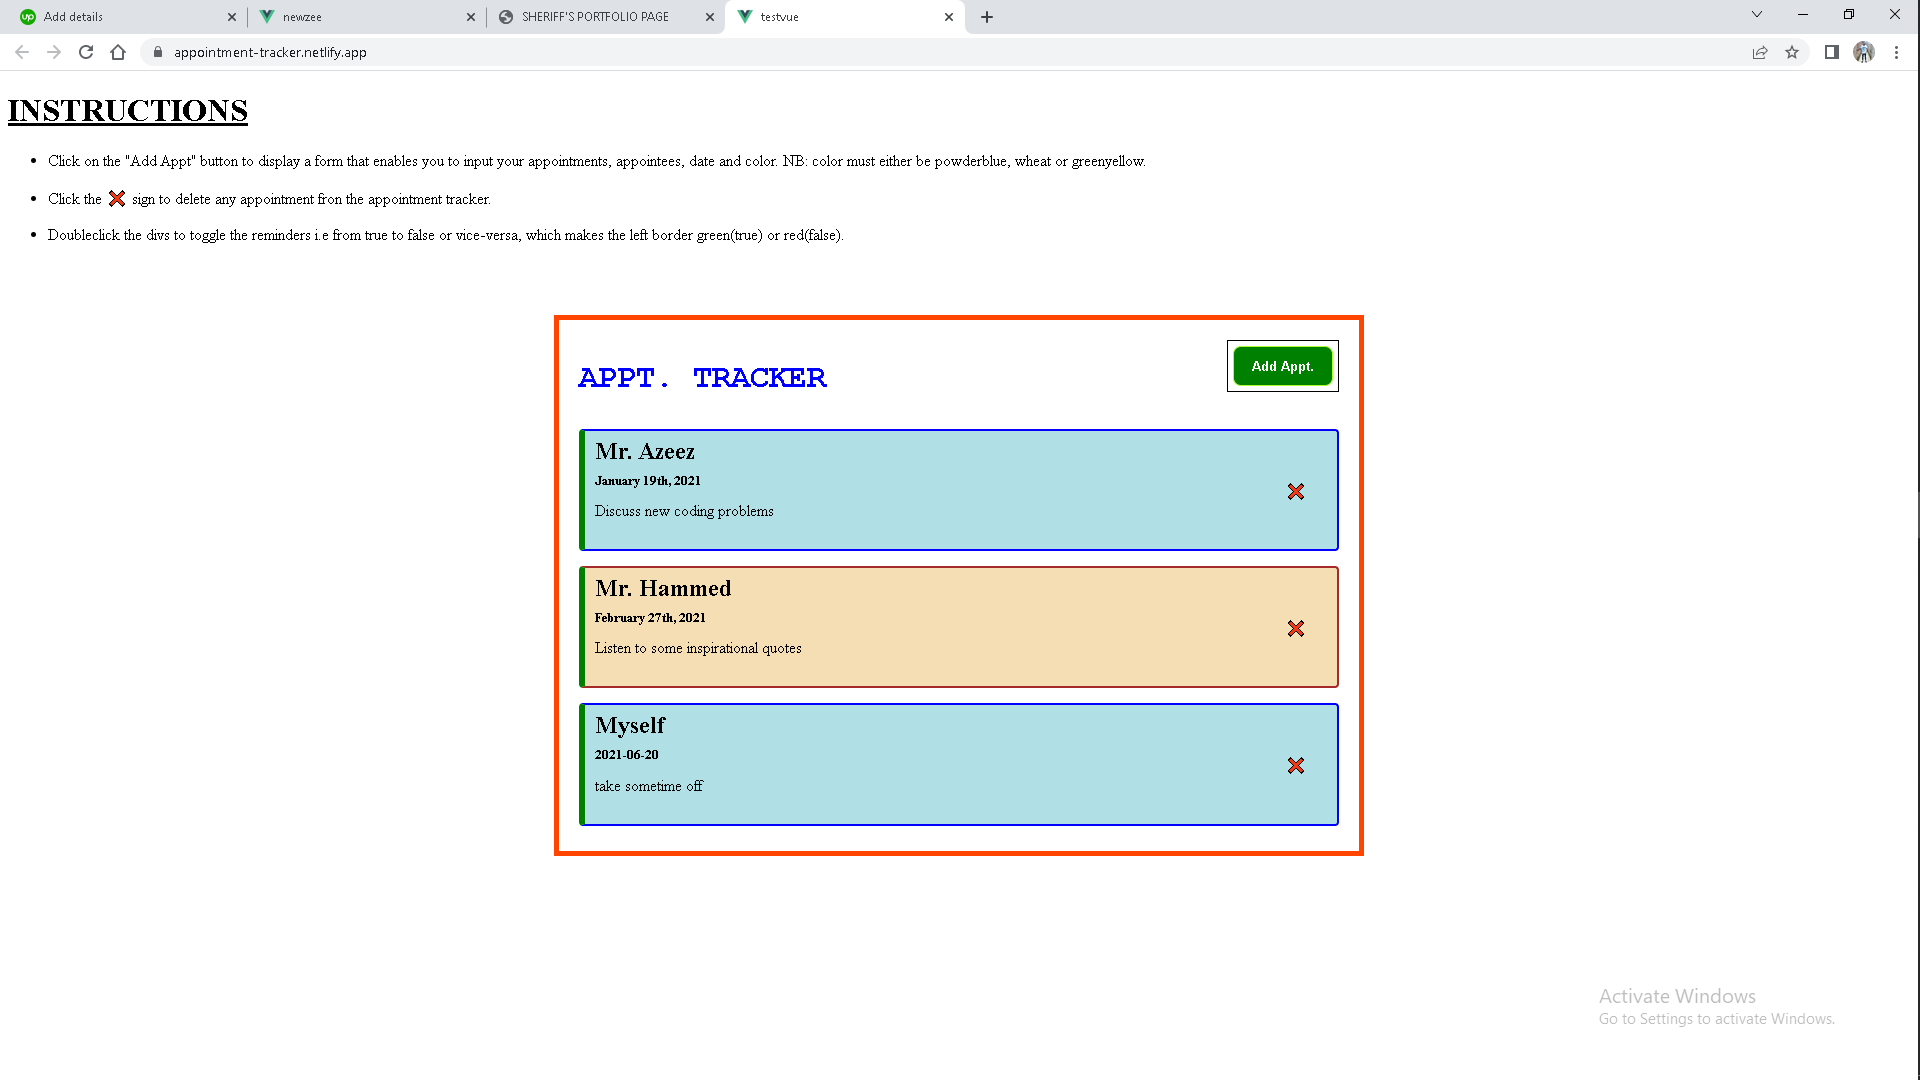 up Add details
newzee
SHERIFF'S PORTFOLIO PAGE
testvue
appointment-tracker.netlify.app
INSTRUCTIONS
Click on the "Add Appt" button to display a form that enables you to input your appointments, appointees, date and color. NB: color must either be powderblue, wheat or greenyellow.
Click the sign to delete any appointment fron the appointment tracker.
Doubleclick the divs to toggle the reminders i.e from true to false or vice-versa, which makes the left border green(true) or red(false).
APPT. TRACKER
Add Appt.
Mr. Azeez
January 19th, 2021
Discuss new coding problems
Mr. Hammed
February 27th, 2021
Listen to some inspirational quotes
Myself
2021-06-20
take sometime off
Activate Windows
Go to Settings to activate Windows.